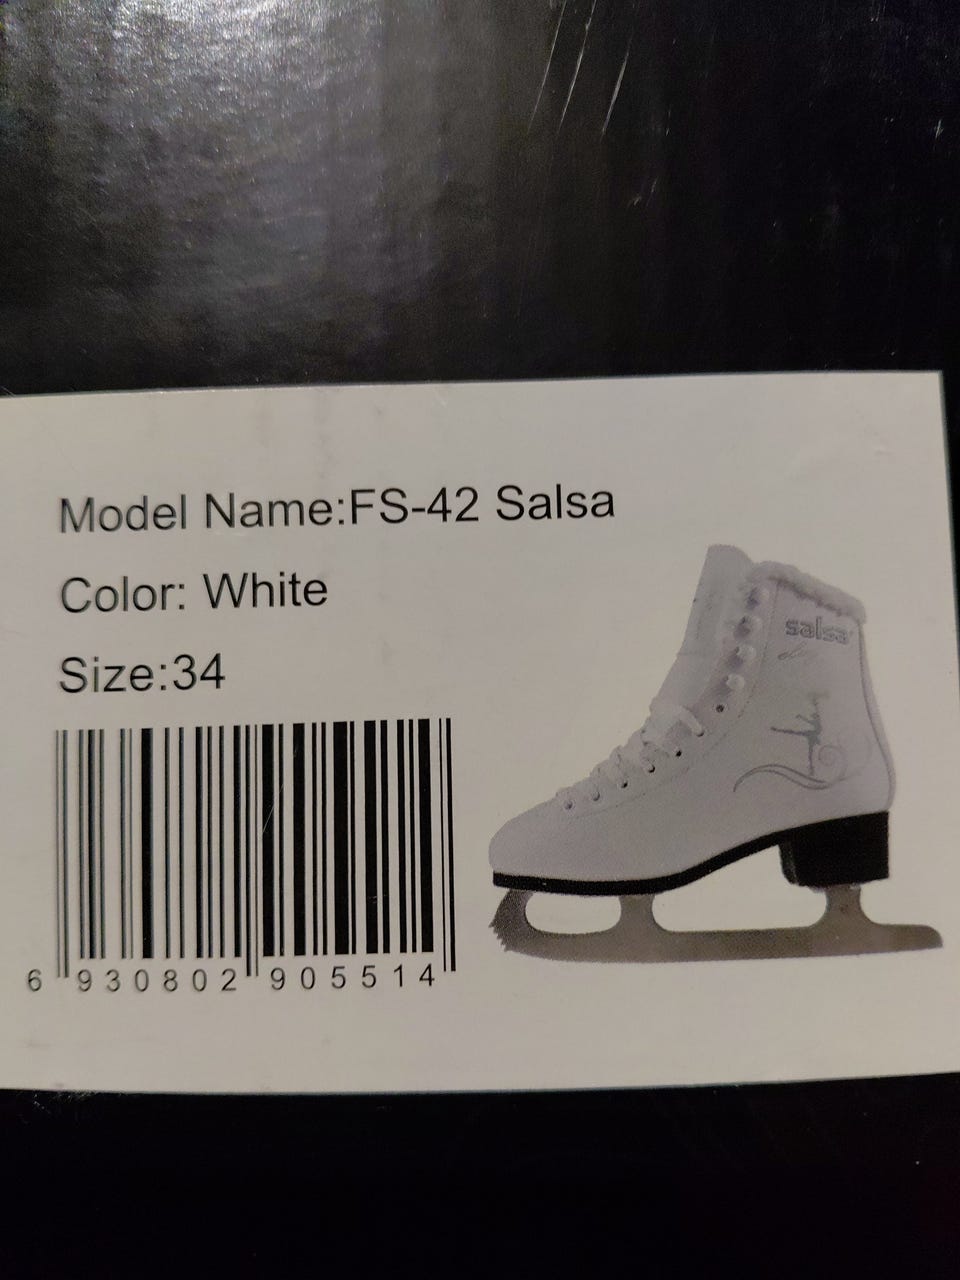 Model Name:FS-42 Salsa
Color: White
Size:34
salsa
6 930802 905514